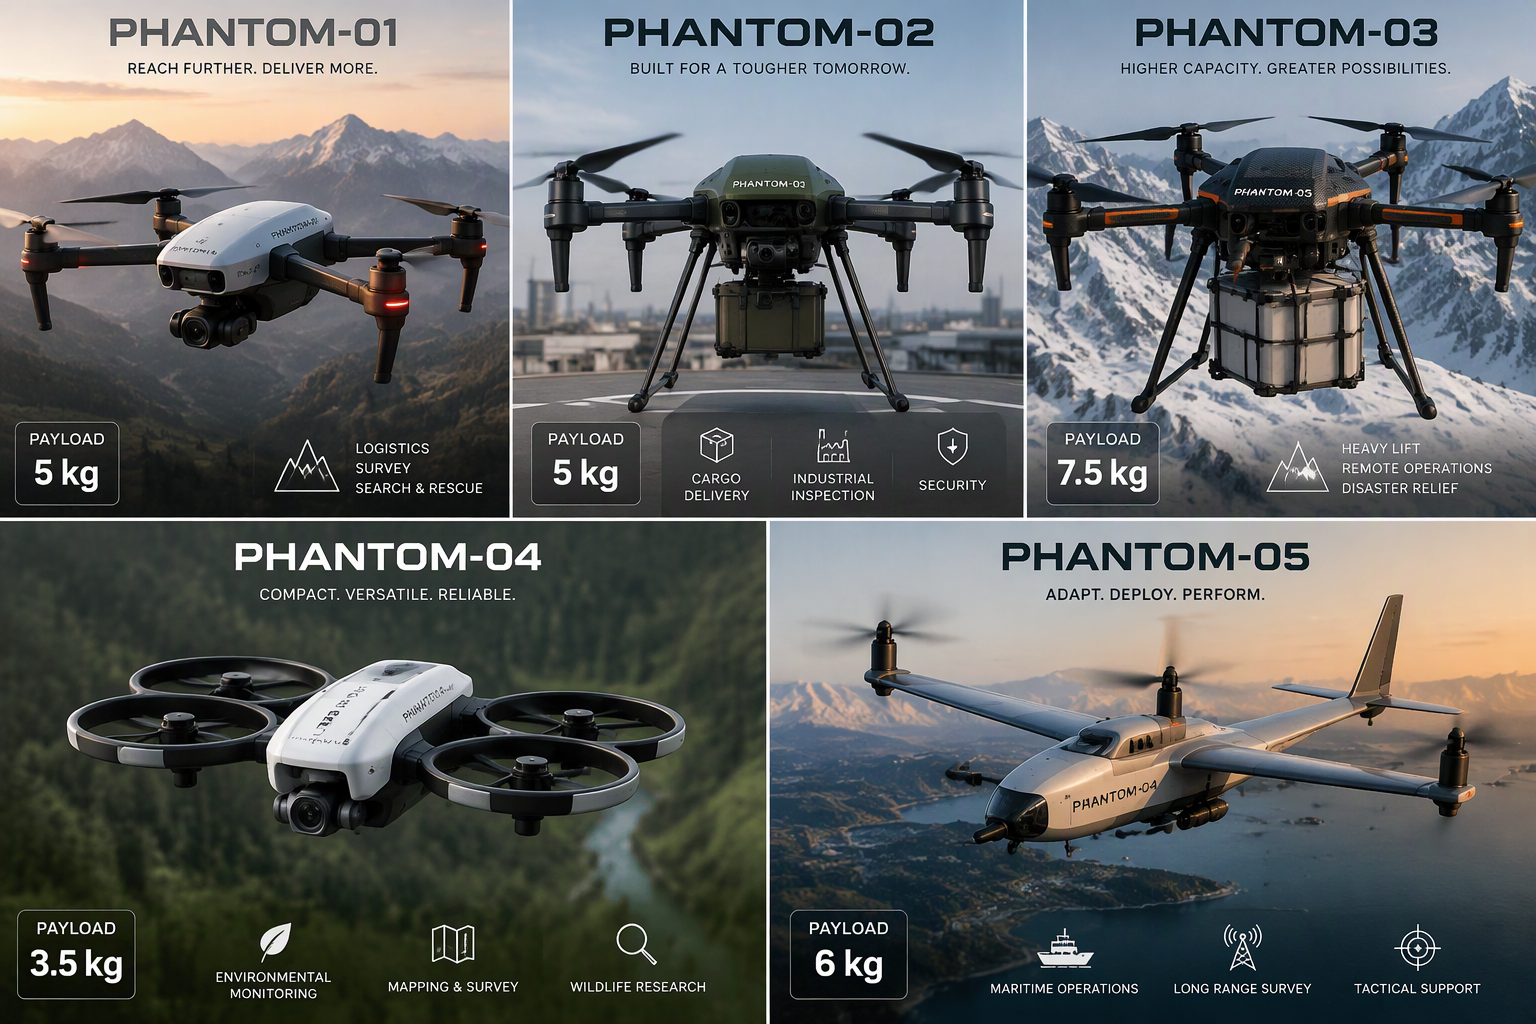 PHANTOM-01
REACH FURTHER. DELIVER MORE.
PAYLOAD
5 kg
LOGISTICS
SURVEY
SEARCH & RESCUE
PHANTOM-02
BUILT FOR A TOUGHER TOMORROW.
PHANTOM-03
PAYLOAD
5 kg
CARGO
DELIVERY
INDUSTRIAL
INSPECTION
SECURITY
PHANTOM-03
HIGHER CAPACITY. GREATER POSSIBILITIES.
PHANTOM-05
PAYLOAD
7.5 kg
HEAVY LIFT
REMOTE OPERATIONS
DISASTER RELIEF
PHANTOM-04
COMPACT. VERSATILE. RELIABLE.
PAYLOAD
3.5 kg
ENVIRONMENTAL
MONITORING
MAPPING & SURVEY
WILDLIFE RESEARCH
PHANTOM-05
ADAPT. DEPLOY. PERFORM.
PHANTOM-04
PAYLOAD
6 kg
MARITIME OPERATIONS
LONG RANGE SURVEY
TACTICAL SUPPORT